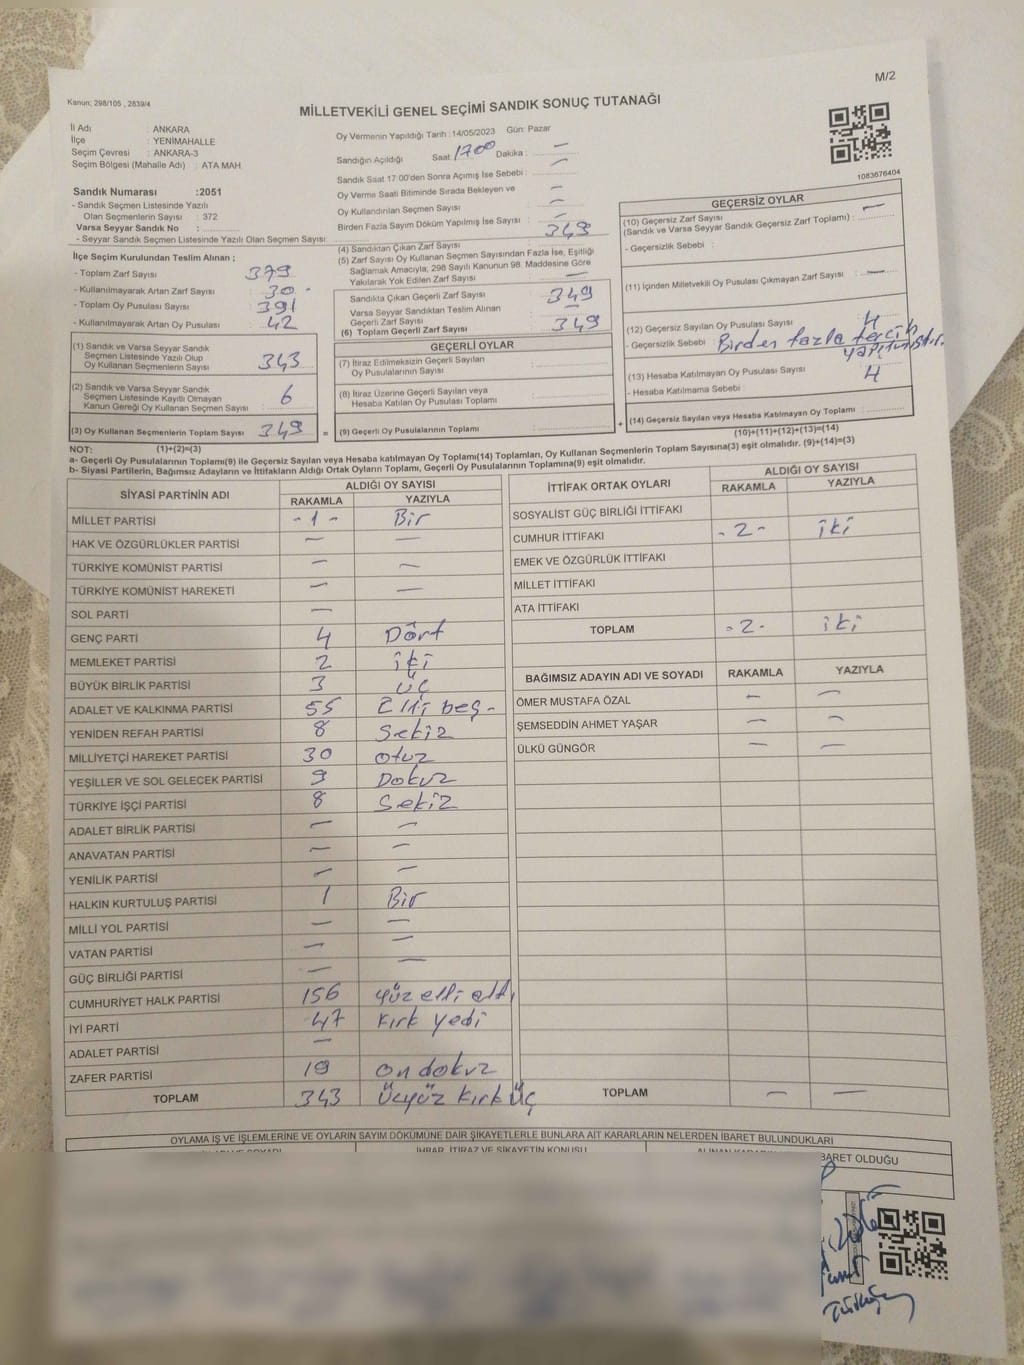 M/2
Kanun; 298/105 , 2839/4
MİLLETVEKİLİ GENEL SEÇİMİ SANDIK SONUÇ TUTANAĞI
İl Adı : ANKARA
İlçe : YENİMAHALLE
Seçim Çevresi : ANKARA-3
Seçim Bölgesi (Mahalle Adı) : ATA MAH.
Sandık Numarası :2051
- Sandık Seçmen Listesinde Yazılı
Olan Seçmenlerin Sayısı : 372
Varsa Seyyar Sandık No :
- Seyyar Sandık Seçmen Listesinde Yazılı Olan Seçmen Sayısı:
İlçe Seçim Kurulundan Teslim Alınan ;
- Toplam Zarf Sayısı 379
- Kullanılmayarak Artan Zarf Sayısı : 30 -
- Toplam Oy Pusulası Sayısı : 391
- Kullanılmayarak Artan Oy Pusulası : 42
(1) Sandık ve Varsa Seyyar Sandık
Seçmen Listesinde Yazılı Olup
Oy Kullanan Seçmenlerin Sayısı : 343
(2) Sandık ve Varsa Seyyar Sandık
Seçmen Listesinde Kayıtlı Olmayan
Kanun Gereği Oy Kullanan Seçmen Sayısı : 6
(3) Oy Kullanan Seçmenlerin Toplam Sayısı : 349 =
Oy Vermenin Yapıldığı Tarih :14/05/2023 Gün: Pazar
Sandığın Açıldığı Saat: 1700 Dakika : —
Sandık Saat 17:00'den Sonra Açımış İse Sebebi : —
Oy Verme Saati Bitiminde Sırada Bekleyen ve
Oy Kullandırılan Seçmen Sayısı : —
Birden Fazla Sayım Döküm Yapılmış İse Sayısı : —
(4) Sandıktan Çıkan Zarf Sayısı : 349
(5) Zarf Sayısı Oy Kullanan Seçmen Sayısından Fazla İse, Eşitliği
Sağlamak Amacıyla, 298 Sayılı Kanunun 98. Maddesine Göre
Yakılarak Yok Edilen Zarf Sayısı : —
Sandıkta Çıkan Geçerli Zarf Sayısı : 349
Varsa Seyyar Sandıktan Teslim Alınan
Geçerli Zarf Sayısı : —
(6) Toplam Geçerli Zarf Sayısı : 349
GEÇERLİ OYLAR
(7) İtiraz Edilmeksizin Geçerli Sayılan
Oy Pusulalarının Sayısı :
(8) İtiraz Üzerine Geçerli Sayılan veya
Hesaba Katılan Oy Pusulası Toplamı :
(9) Geçerli Oy Pusulalarının Toplamı : +
1083676404
GEÇERSİZ OYLAR
(10) Geçersiz Zarf Sayısı
(Sandık ve Varsa Seyyar Sandık Geçersiz Zarf Toplamı) : —
- Geçersizlik Sebebi :
(11) İçinden Milletvekili Oy Pusulası Çıkmayan Zarf Sayısı : —
(12) Geçersiz Sayılan Oy Pusulası Sayısı : 4
- Geçersizlik Sebebi : Birden fazla tercih
yapılmıştır.
(13) Hesaba Katılmayan Oy Pusulası Sayısı : 4
- Hesaba Katılmama Sebebi :
(14) Geçersiz Sayılan veya Hesaba Katılmayan Oy Toplamı :
(10)+(11)+(12)+(13)=(14)
NOT: (1)+(2)=(3)
a- Geçerli Oy Pusulalarının Toplamı(9) ile Geçersiz Sayılan veya Hesaba Katılmayan Oy Toplamı(14) Toplamları, Oy Kullanan Seçmenlerin Toplam Sayısına(3) eşit olmalıdır. (9)+(14)=(3)
b- Siyasi Partilerin, Bağımsız Adayların ve İttifakların Aldığı Ortak Oyların Toplamı, Geçerli Oy Pusulalarının Toplamına(9) eşit olmalıdır.
SİYASİ PARTİNİN ADI ALDIĞI OY SAYISI
RAKAMLA YAZIYLA
MİLLET PARTİSİ - 1 - Bir
HAK VE ÖZGÜRLÜKLER PARTİSİ — —
TÜRKİYE KOMÜNİST PARTİSİ — —
TÜRKİYE KOMÜNİST HAREKETİ — —
SOL PARTİ —
GENÇ PARTİ 4 Dört
MEMLEKET PARTİSİ 2 iki
BÜYÜK BİRLİK PARTİSİ 3 üç
ADALET VE KALKINMA PARTİSİ 55 Elli beş -
YENİDEN REFAH PARTİSİ 8 Sekiz
MİLLİYETÇİ HAREKET PARTİSİ 30 otuz
YEŞİLLER VE SOL GELECEK PARTİSİ 9 Dokuz
TÜRKİYE İŞÇİ PARTİSİ 8 Sekiz
ADALET BİRLİK PARTİSİ — —
ANAVATAN PARTİSİ — —
YENİLİK PARTİSİ — —
HALKIN KURTULUŞ PARTİSİ 1 Bir
MİLLİ YOL PARTİSİ — —
VATAN PARTİSİ — —
GÜÇ BİRLİĞİ PARTİSİ — —
CUMHURİYET HALK PARTİSİ 156 yüz elli altı
İYİ PARTİ 47 kırk yedi
ADALET PARTİSİ —
ZAFER PARTİSİ 19 on dokuz
TOPLAM 343 Üçyüz kırk üç
İTTİFAK ORTAK OYLARI ALDIĞI OY SAYISI
RAKAMLA YAZIYLA
SOSYALİST GÜÇ BİRLİĞİ İTTİFAKI
CUMHUR İTTİFAKI - 2 - iki
EMEK VE ÖZGÜRLÜK İTTİFAKI
MİLLET İTTİFAKI
ATA İTTİFAKI
TOPLAM - 2 - iki
BAĞIMSIZ ADAYIN ADI VE SOYADI RAKAMLA YAZIYLA
ÖMER MUSTAFA ÖZAL — —
ŞEMSEDDİN AHMET YAŞAR — —
ÜLKÜ GÜNGÖR — —
TOPLAM — —
OYLAMA İŞ VE İŞLEMLERİNE VE OYLARIN SAYIM DÖKÜMÜNE DAİR ŞİKAYETLERLE BUNLARA AİT KARARLARIN NELERDEN İBARET BULUNDUKLARI
İHBAR, İTİRAZ VE ŞİKAYETİN KONUSU
BARET OLDUĞU